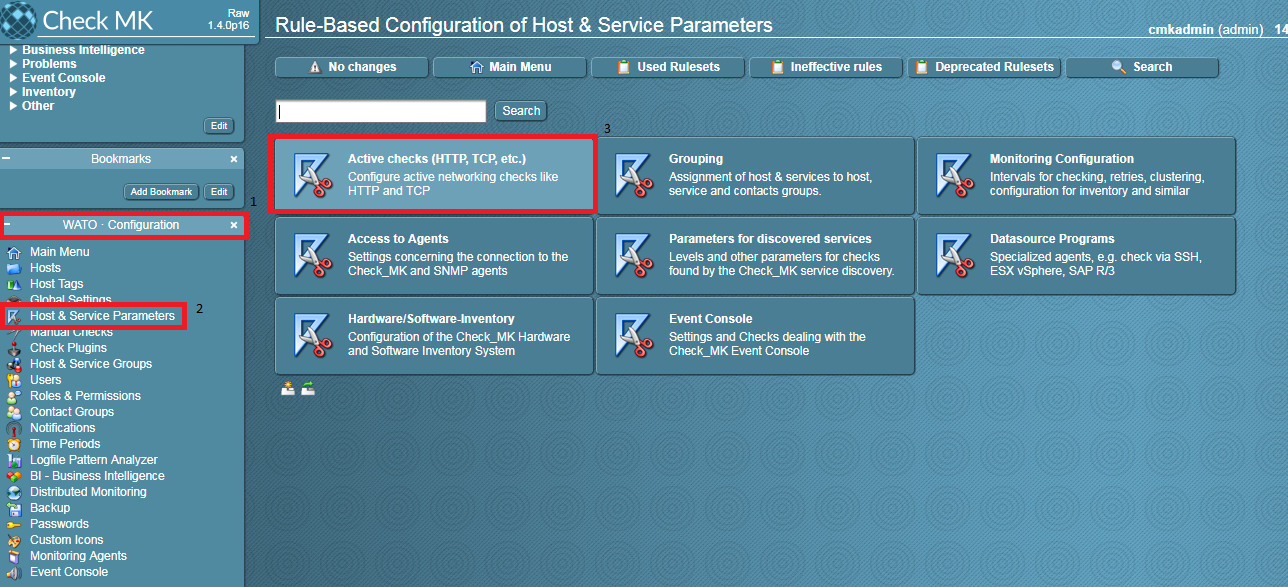 Check MK
Raw
1.4.0p16
Business Intelligence
Problems
Event Console
Inventory
Other
Edit
Bookmarks ×
Add Bookmark Edit
1
WATO · Configuration ×
Main Menu
Hosts
Host Tags
Global Settings
Host & Service Parameters
2
Manual Checks
Check Plugins
Host & Service Groups
Users
Roles & Permissions
Contact Groups
Notifications
Time Periods
Logfile Pattern Analyzer
BI - Business Intelligence
Distributed Monitoring
Backup
Passwords
Custom Icons
Monitoring Agents
Event Console
Rule-Based Configuration of Host & Service Parameters
cmkadmin (admin) 14
No changes Main Menu Used Rulesets Ineffective rules Deprecated Rulesets Search
Search
3
Active checks (HTTP, TCP, etc.)
Configure active networking checks like
HTTP and TCP
Grouping
Assignment of host & services to host,
service and contacts groups.
Monitoring Configuration
Intervals for checking, retries, clustering,
configuration for inventory and similar
Access to Agents
Settings concerning the connection to the
Check_MK and SNMP agents
Parameters for discovered services
Levels and other parameters for checks
found by the Check_MK service discovery.
Datasource Programs
Specialized agents, e.g. check via SSH,
ESX vSphere, SAP R/3
Hardware/Software-Inventory
Configuration of the Check_MK Hardware
and Software Inventory System
Event Console
Settings and Checks dealing with the
Check_MK Event Console